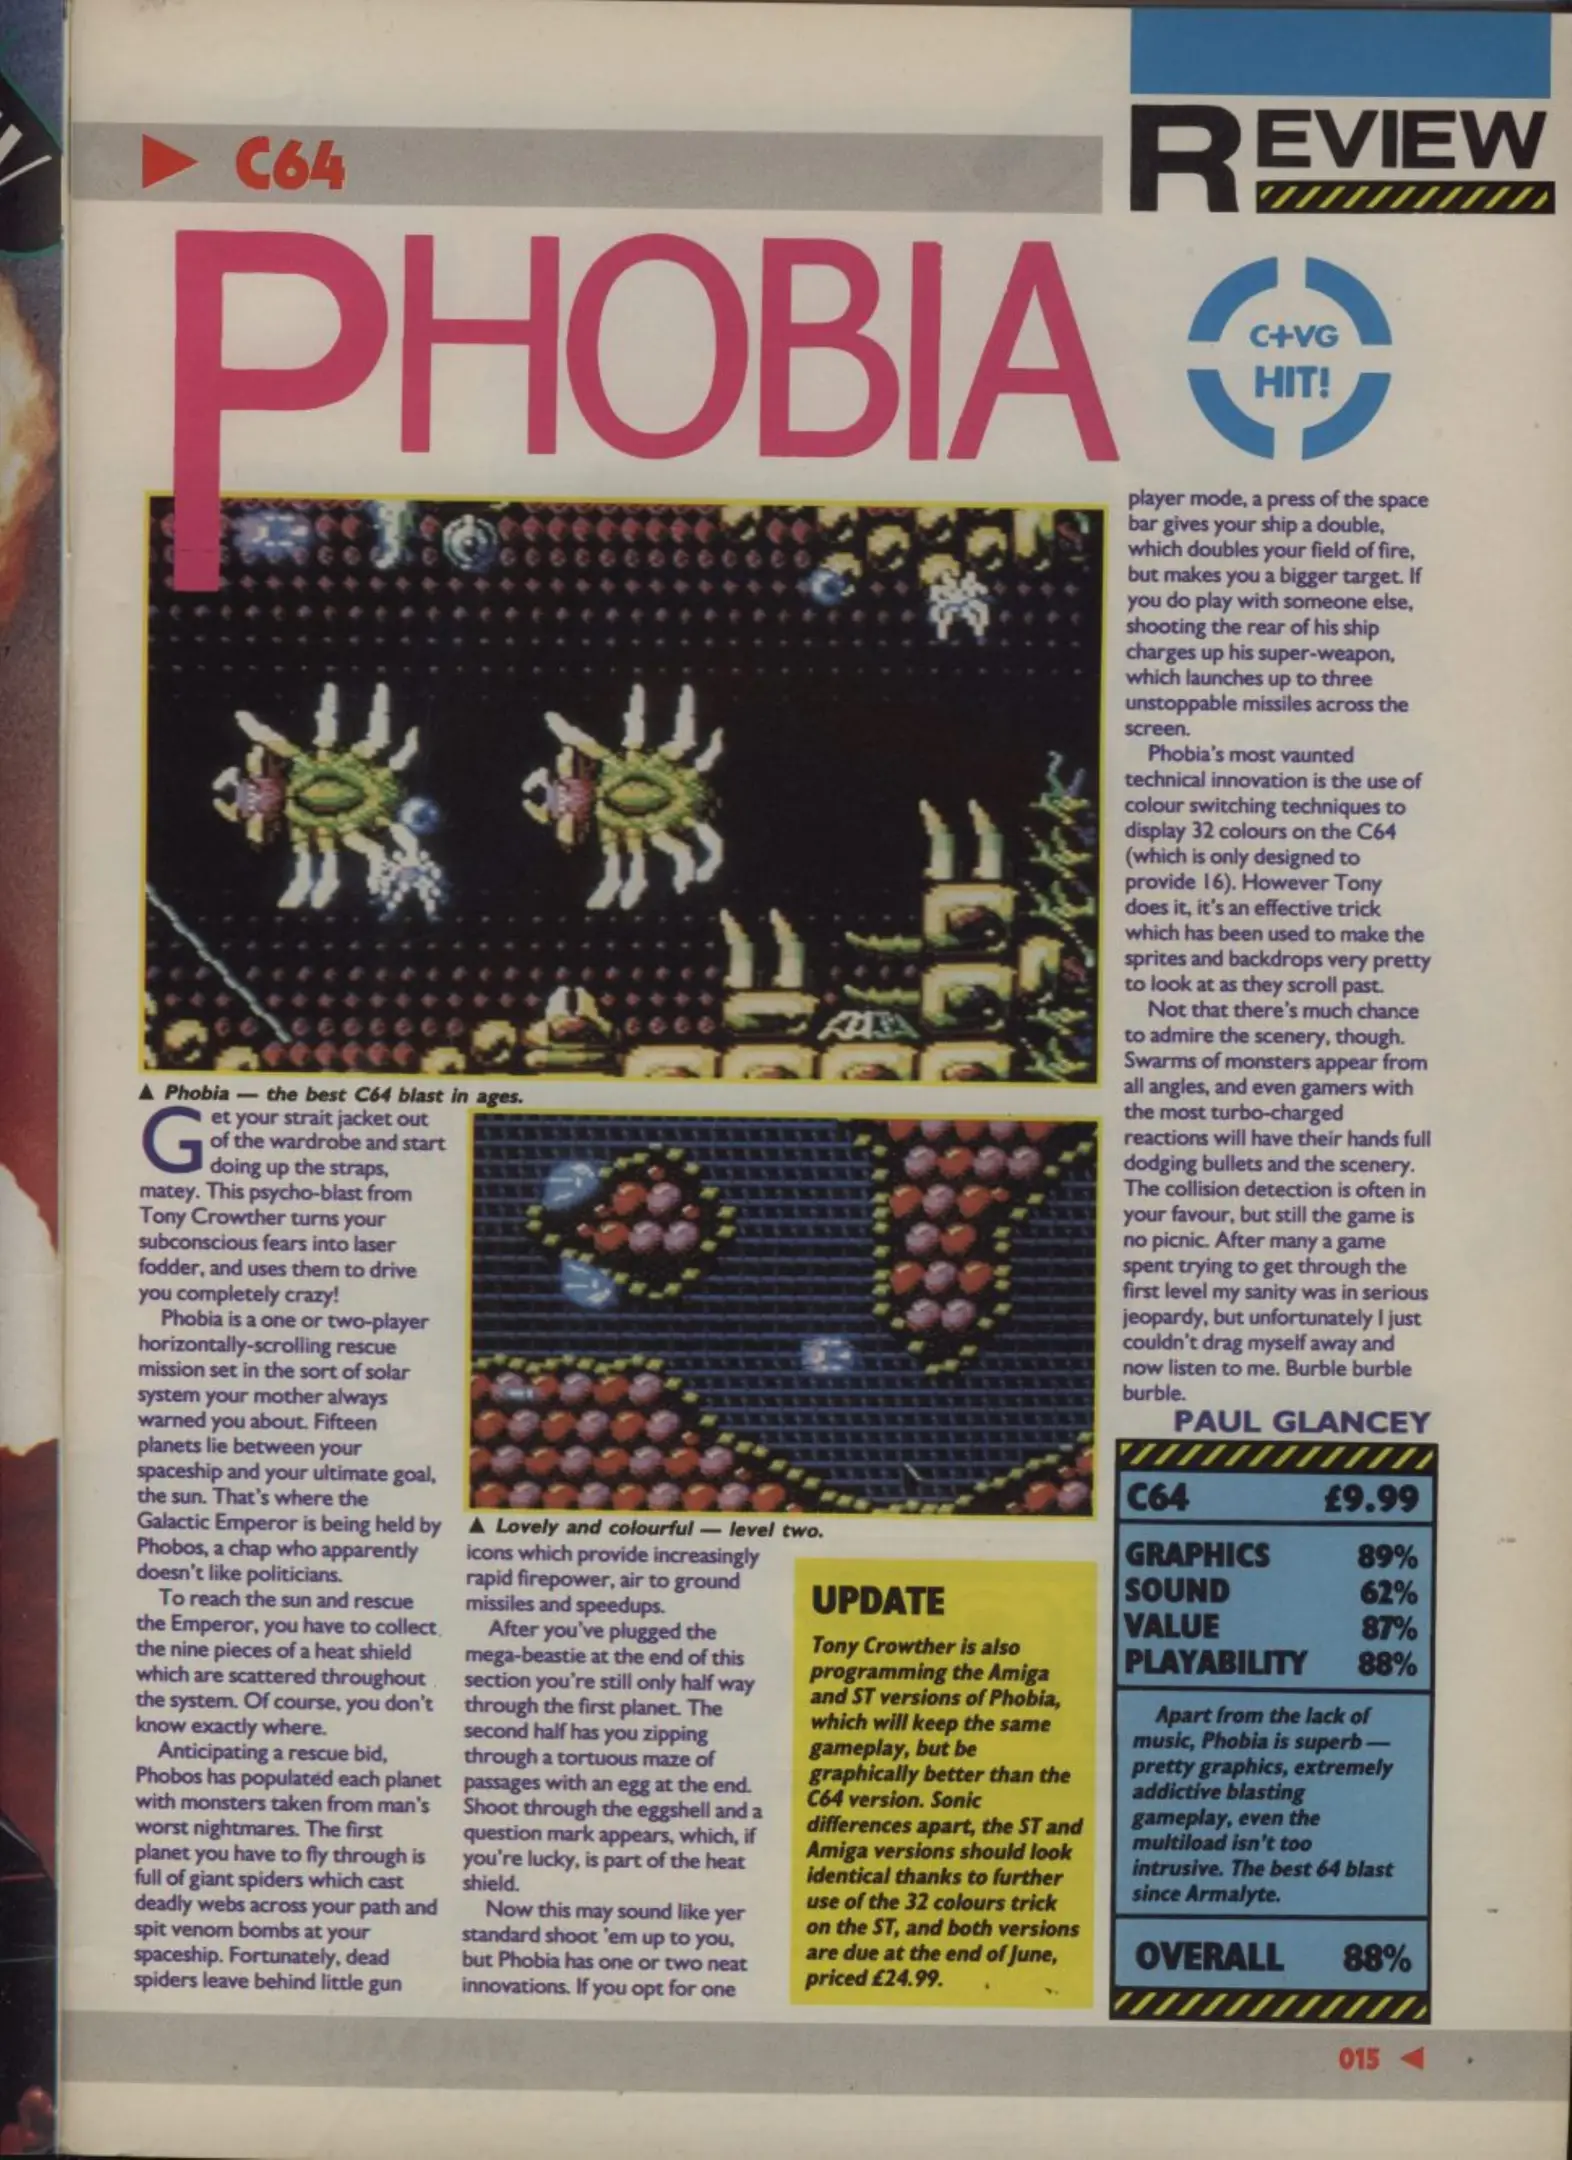 C64
REVIEW
PHOBIA
C+VG
HIT!
▲ Phobia — the best C64 blast in ages.
Get your strait jacket out
of the wardrobe and start
doing up the straps,
matey. This psycho-blast from
Tony Crowther turns your
subconscious fears into laser
fodder, and uses them to drive
you completely crazy!
Phobia is a one or two-player
horizontally-scrolling rescue
mission set in the sort of solar
system your mother always
warned you about. Fifteen
planets lie between your
spaceship and your ultimate goal,
the sun. That's where the
Galactic Emperor is being held by
Phobos, a chap who apparently
doesn't like politicians.
To reach the sun and rescue
the Emperor, you have to collect
the nine pieces of a heat shield
which are scattered throughout
the system. Of course, you don't
know exactly where.
Anticipating a rescue bid,
Phobos has populated each planet
with monsters taken from man's
worst nightmares. The first
planet you have to fly through is
full of giant spiders which cast
deadly webs across your path and
spit venom bombs at your
spaceship. Fortunately, dead
spiders leave behind little gun
▲ Lovely and colourful — level two.
icons which provide increasingly
rapid firepower, air to ground
missiles and speedups.
After you've plugged the
mega-beastie at the end of this
section you're still only half way
through the first planet. The
second half has you zipping
through a tortuous maze of
passages with an egg at the end.
Shoot through the eggshell and a
question mark appears, which, if
you're lucky, is part of the heat
shield.
Now this may sound like yer
standard shoot 'em up to you,
but Phobia has one or two neat
innovations. If you opt for one
UPDATE
Tony Crowther is also
programming the Amiga
and ST versions of Phobia,
which will keep the same
gameplay, but be
graphically better than the
C64 version. Sonic
differences apart, the ST and
Amiga versions should look
identical thanks to further
use of the 32 colours trick
on the ST, and both versions
are due at the end of June,
priced £24.99.
player mode, a press of the space
bar gives your ship a double,
which doubles your field of fire,
but makes you a bigger target. If
you do play with someone else,
shooting the rear of his ship
charges up his super-weapon,
which launches up to three
unstoppable missiles across the
screen.
Phobia's most vaunted
technical innovation is the use of
colour switching techniques to
display 32 colours on the C64
(which is only designed to
provide 16). However Tony
does it, it's an effective trick
which has been used to make the
sprites and backdrops very pretty
to look at as they scroll past.
Not that there's much chance
to admire the scenery, though.
Swarms of monsters appear from
all angles, and even gamers with
the most turbo-charged
reactions will have their hands full
dodging bullets and the scenery.
The collision detection is often in
your favour, but still the game is
no picnic. After many a game
spent trying to get through the
first level my sanity was in serious
jeopardy, but unfortunately I just
couldn't drag myself away and
now listen to me. Burble burble
burble.
PAUL GLANCEY
C64 £9.99
GRAPHICS 89%
SOUND 62%
VALUE 87%
PLAYABILITY 88%
Apart from the lack of
music, Phobia is superb —
pretty graphics, extremely
addictive blasting
gameplay, even the
multiload isn't too
intrusive. The best 64 blast
since Armalyte.
OVERALL 88%
015